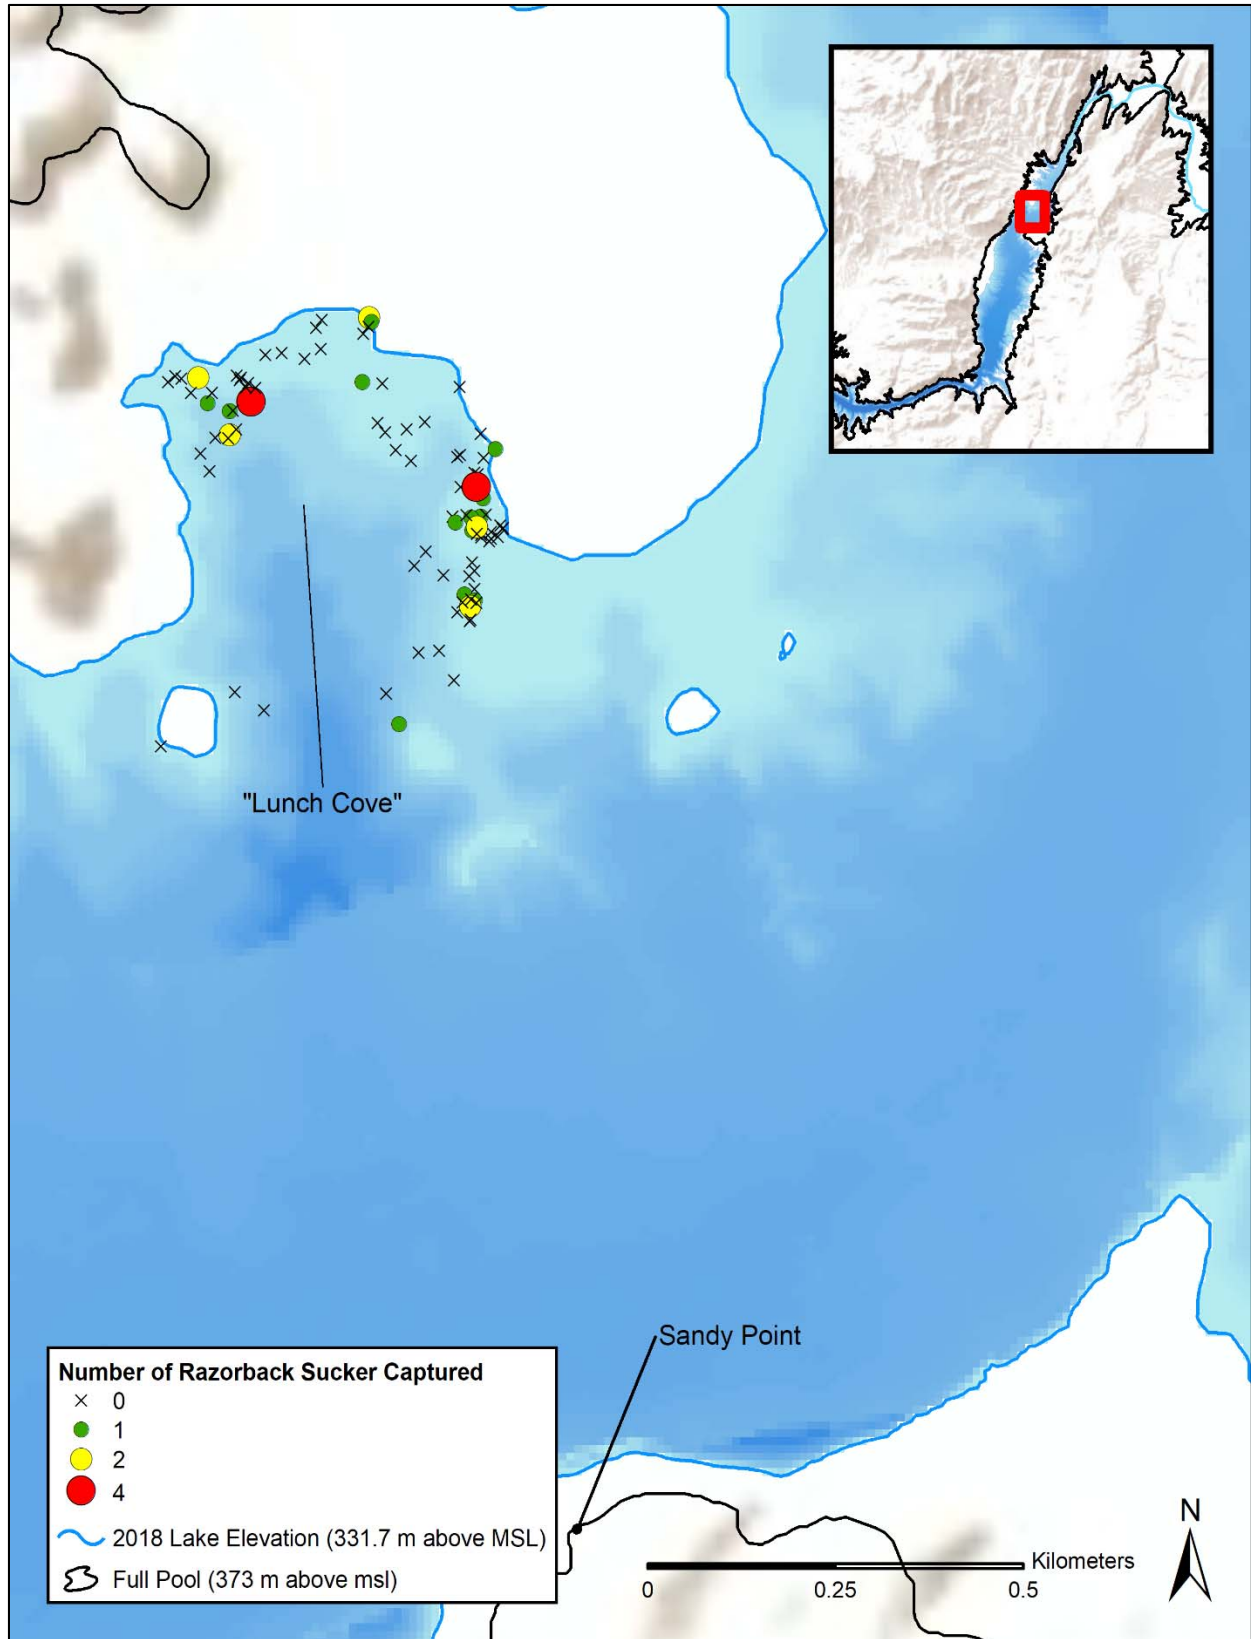 "Lunch Cove"
Sandy Point
Number of Razorback Sucker Captured
0
1
2
4
2018 Lake Elevation (331.7 m above MSL)
Full Pool (373 m above msl)
Kilometers
0 0.25 0.5
N